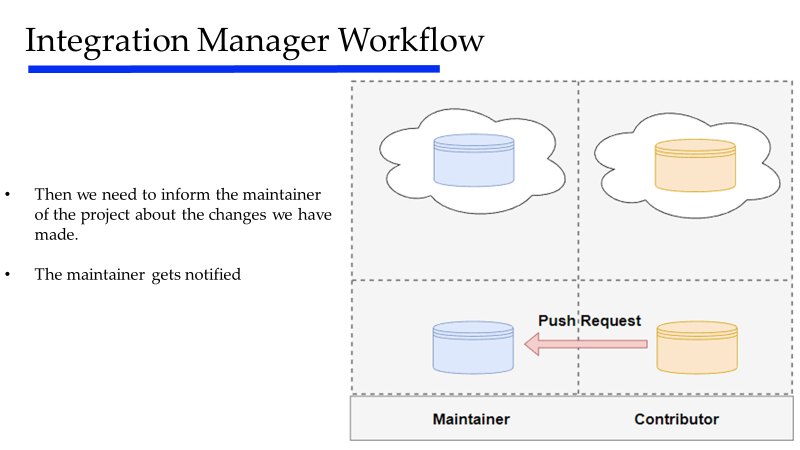 Integration Manager Workflow
• Then we need to inform the maintainer
of the project about the changes we have
made.
• The maintainer gets notified
Push Request
Maintainer
Contributor